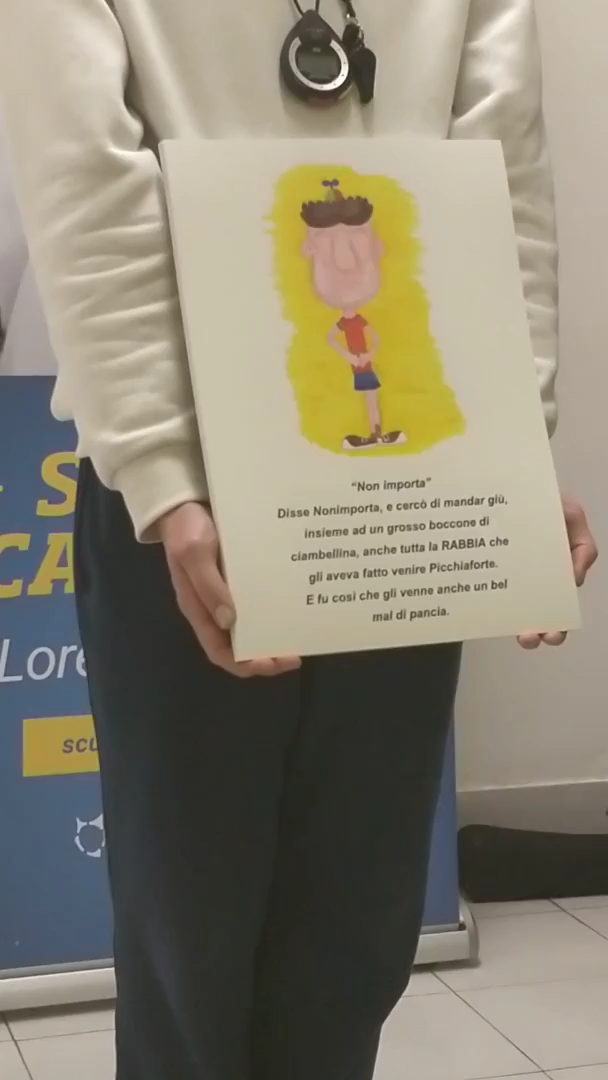 "Non importa"
Disse Nonimporta, e cercò di mandar giù,
insieme ad un grosso boccone di
ciambellina, anche tutta la RABBIA che
gli aveva fatto venire Picchiaforte.
E fu così che gli venne anche un bel
mal di pancia.
S
CA
Lore
scu